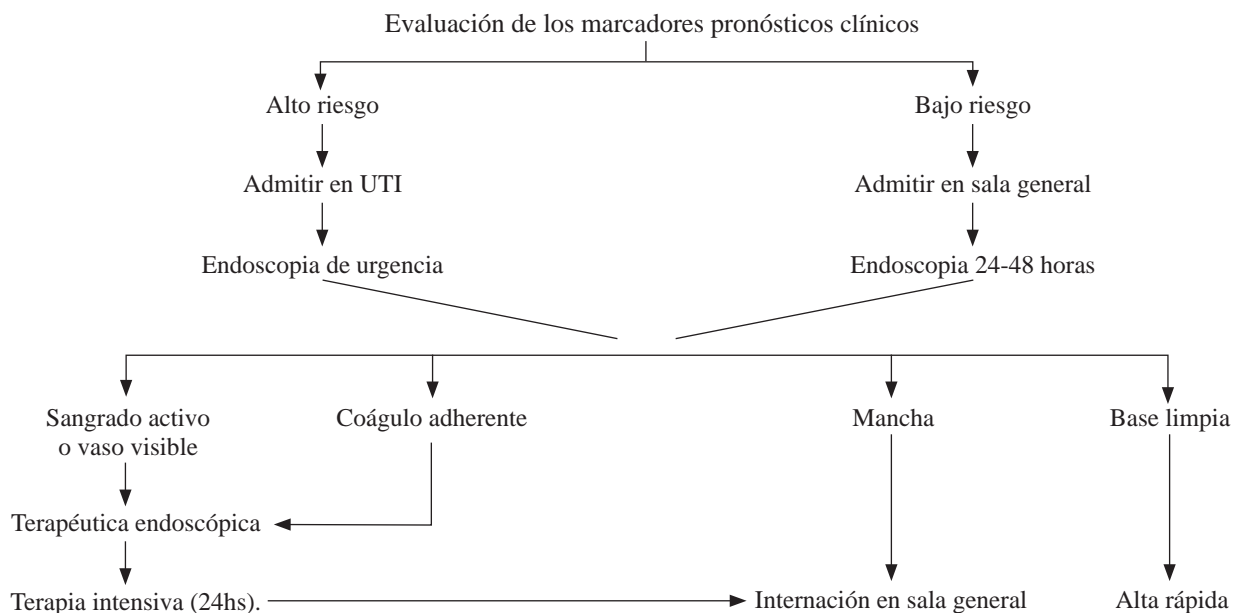 Evaluación de los marcadores pronósticos clínicos
Alto riesgo
Bajo riesgo
Admitir en UTI
Admitir en sala general
Endoscopia de urgencia
Endoscopia 24-48 horas
Sangrado activo
o vaso visible
Coágulo adherente
Mancha
Base limpia
Terapéutica endoscópica
Terapia intensiva (24hs).
Internación en sala general
Alta rápida